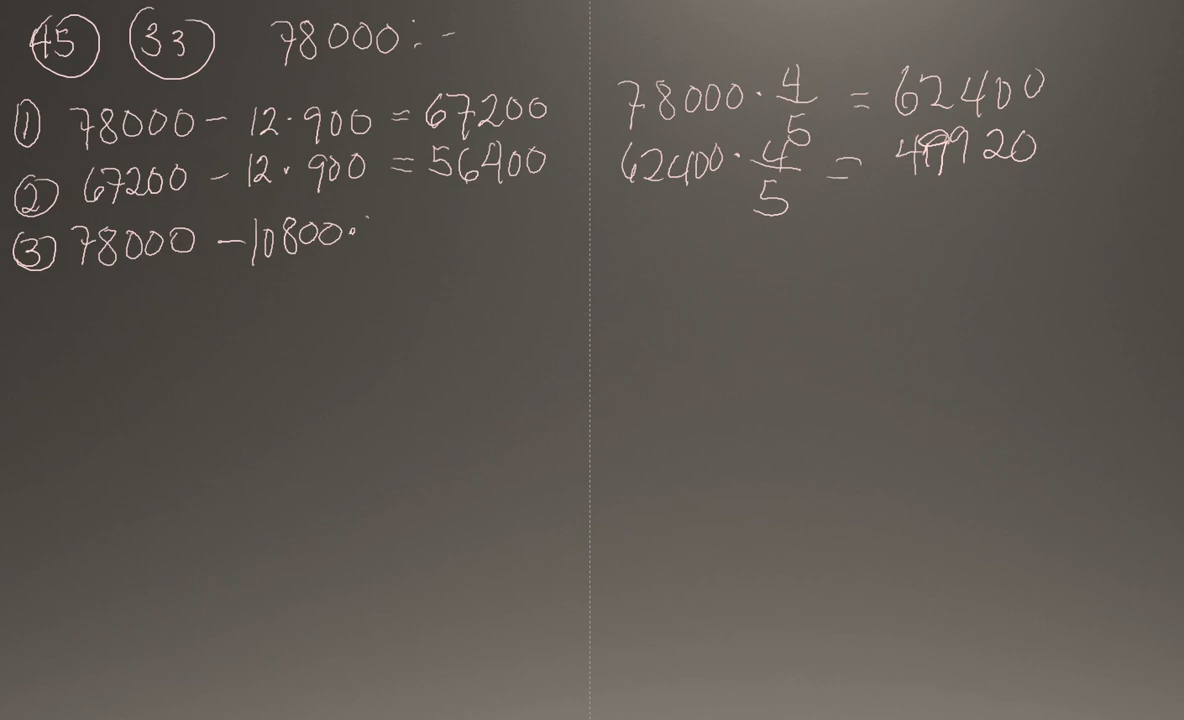 45 33 78000:-
① 78000 - 12·900 = 67200
② 67200 - 12·900 = 56400
③ 78000 - 10800·
78000 · 4/5 = 62400
62400 · 4/5 = 49920